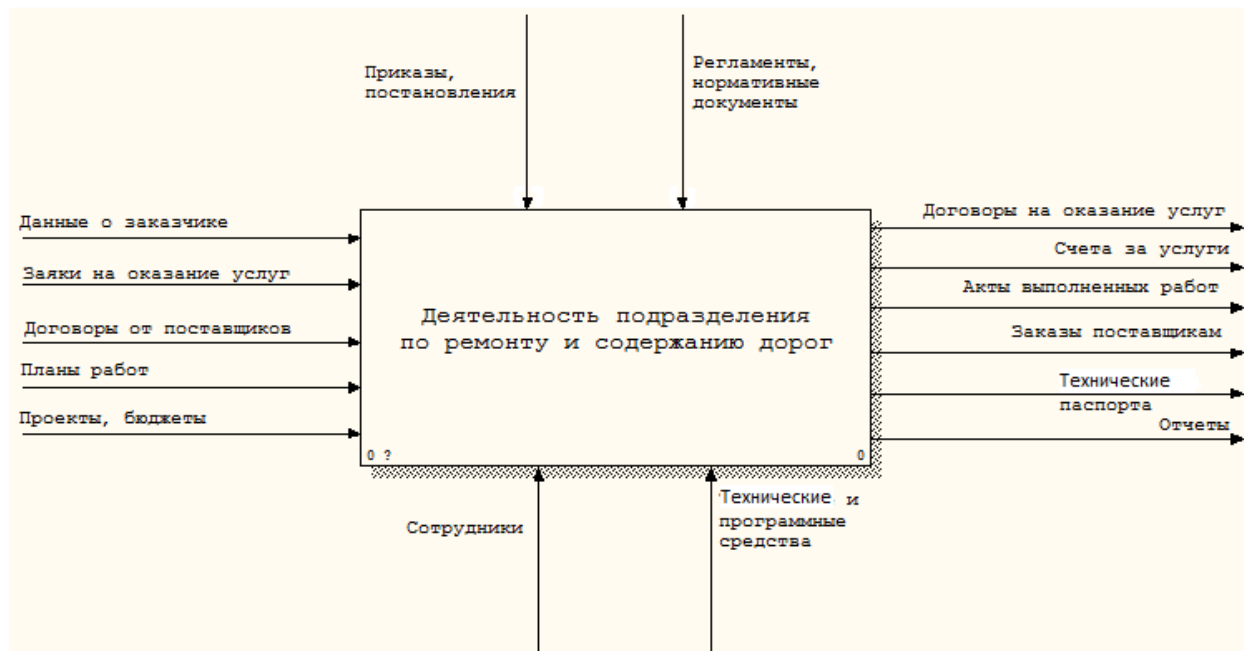 Приказы,
постановления
Регламенты,
нормативные
документы
Данные о заказчике
Заяки на оказание услуг
Договоры от поставщиков
Планы работ
Проекты, бюджеты
Деятельность подразделения
по ремонту и содержанию дорог
0 ?
0
Договоры на оказание услуг
Счета за услуги
Акты выполненных работ
Заказы поставщикам
Технические
паспорта
Отчеты
Сотрудники
Технические и
программные
средства